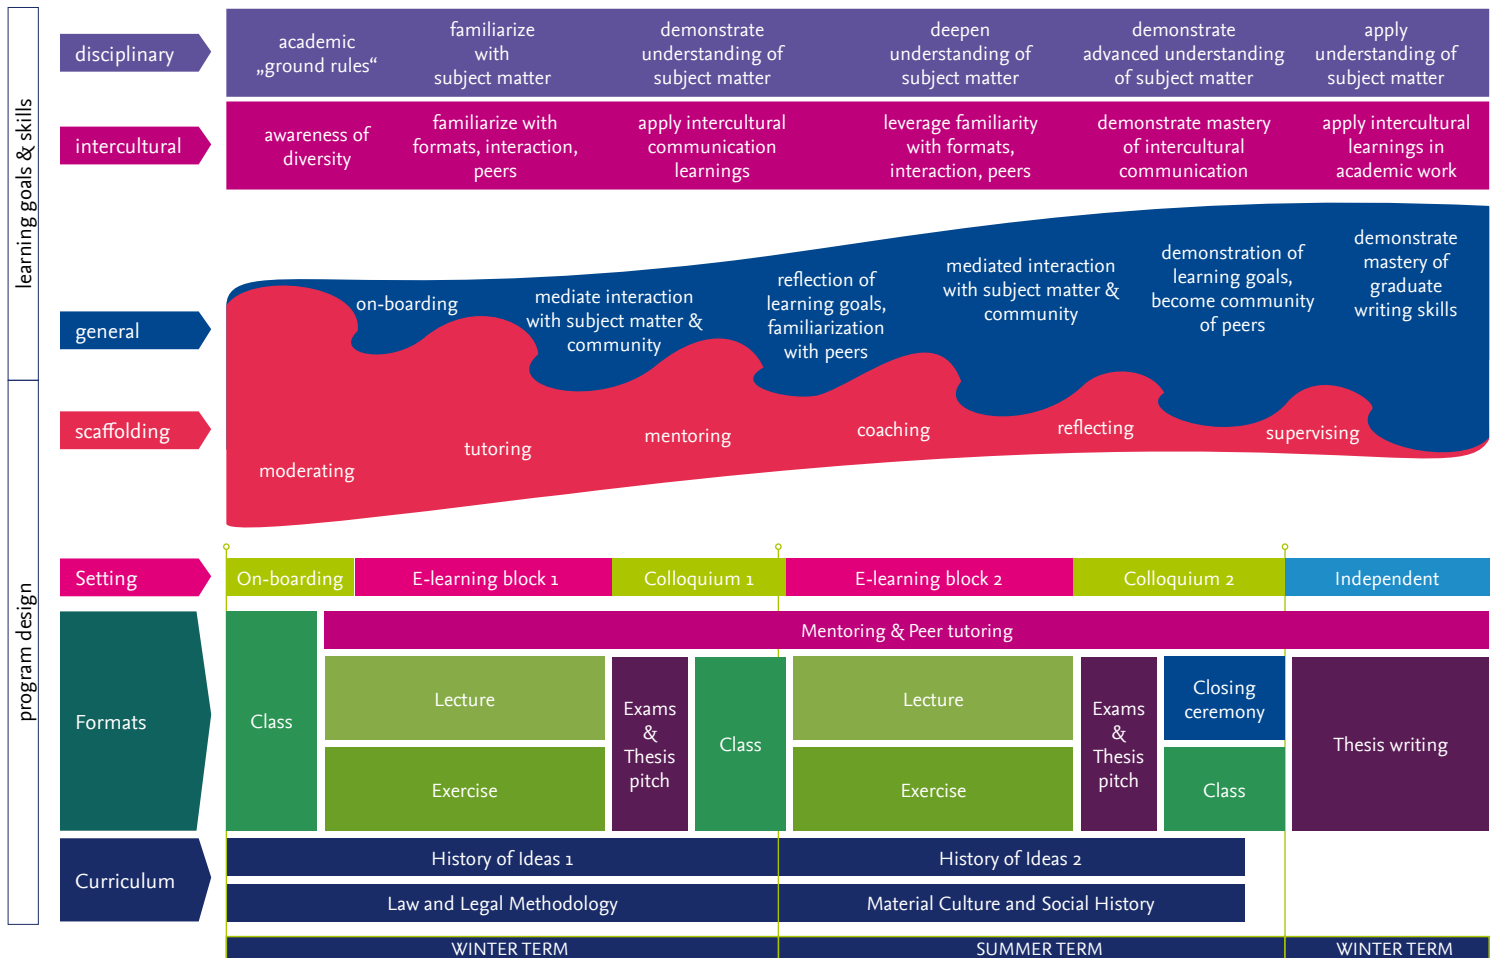 learning goals & skills
disciplinary
academic
„ground rules“
familiarize
with
subject matter
demonstrate
understanding of
subject matter
deepen
understanding of
subject matter
demonstrate
advanced understanding
of subject matter
apply
understanding of
subject matter
intercultural
awareness of
diversity
familiarize with
formats, interaction,
peers
apply intercultural
communication
learnings
leverage familiarity
with formats,
interaction, peers
demonstrate mastery
of intercultural
communication
apply intercultural
learnings in
academic work
general
on-boarding
mediate interaction
with subject matter &
community
reflection of
learning goals,
familiarization
with peers
mediated interaction
with subject matter &
community
demonstration of
learning goals,
become community
of peers
demonstrate
mastery of
graduate
writing skills
program design
scaffolding
moderating
tutoring
mentoring
coaching
reflecting
supervising
Setting
On-boarding
E-learning block 1
Colloquium 1
E-learning block 2
Colloquium 2
Independent
Formats
Class
Mentoring & Peer tutoring
Lecture
Exercise
Exams
&
Thesis
pitch
Class
Lecture
Exercise
Exams
&
Thesis
pitch
Closing
ceremony
Class
Thesis writing
Curriculum
History of Ideas 1
History of Ideas 2
Law and Legal Methodology
Material Culture and Social History
WINTER TERM
SUMMER TERM
WINTER TERM